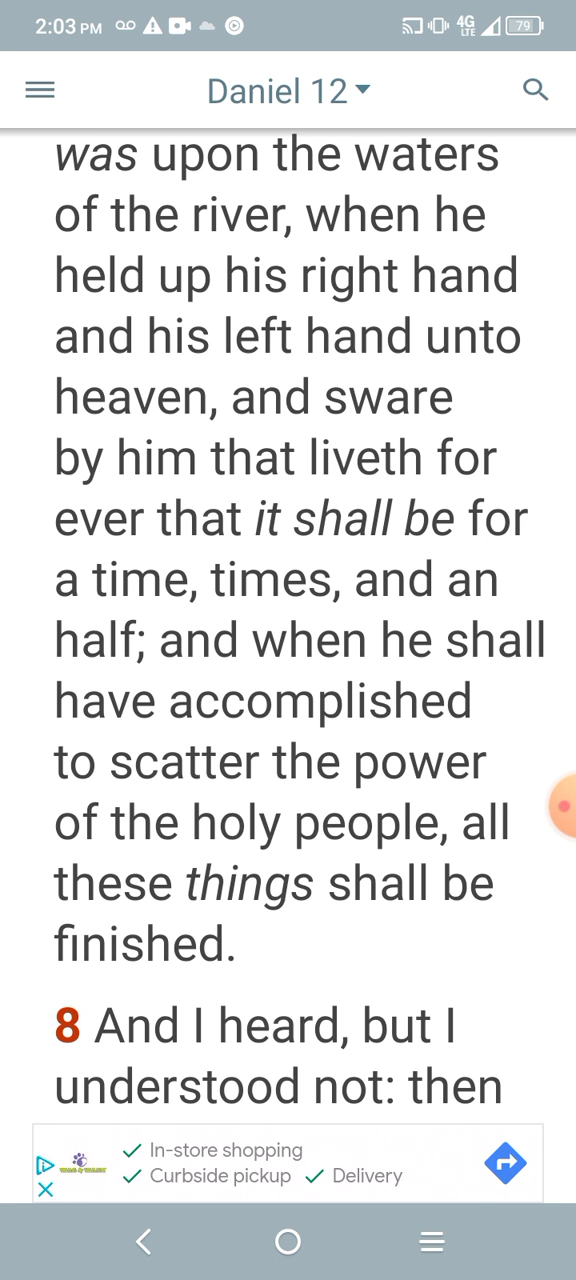 2:03 PM 4G LTE 79
Daniel 12
was upon the waters
of the river, when he
held up his right hand
and his left hand unto
heaven, and sware
by him that liveth for
ever that it shall be for
a time, times, and an
half; and when he shall
have accomplished
to scatter the power
of the holy people, all
these things shall be
finished.
8 And I heard, but I
understood not: then
In-store shopping
Curbside pickup Delivery